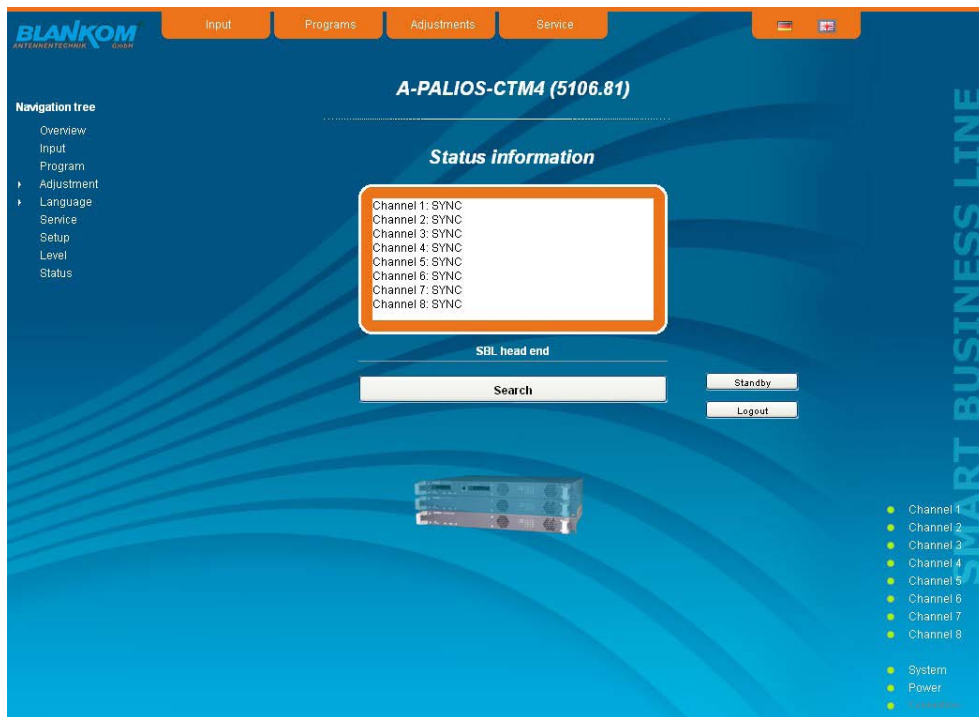 BLANKOM
ANTENNENTECHNIK GmbH
Input
Programs
Adjustments
Service
A-PALIOS-CTM4 (5106.81)
Navigation tree
Overview
Input
Program
Adjustment
Language
Service
Setup
Level
Status
Status information
Channel 1: SYNC
Channel 2: SYNC
Channel 3: SYNC
Channel 4: SYNC
Channel 5: SYNC
Channel 6: SYNC
Channel 7: SYNC
Channel 8: SYNC
SBL head end
Search
Standby
Logout
SMART BUSINESS LINE
Channel 1
Channel 2
Channel 3
Channel 4
Channel 5
Channel 6
Channel 7
Channel 8
System
Power